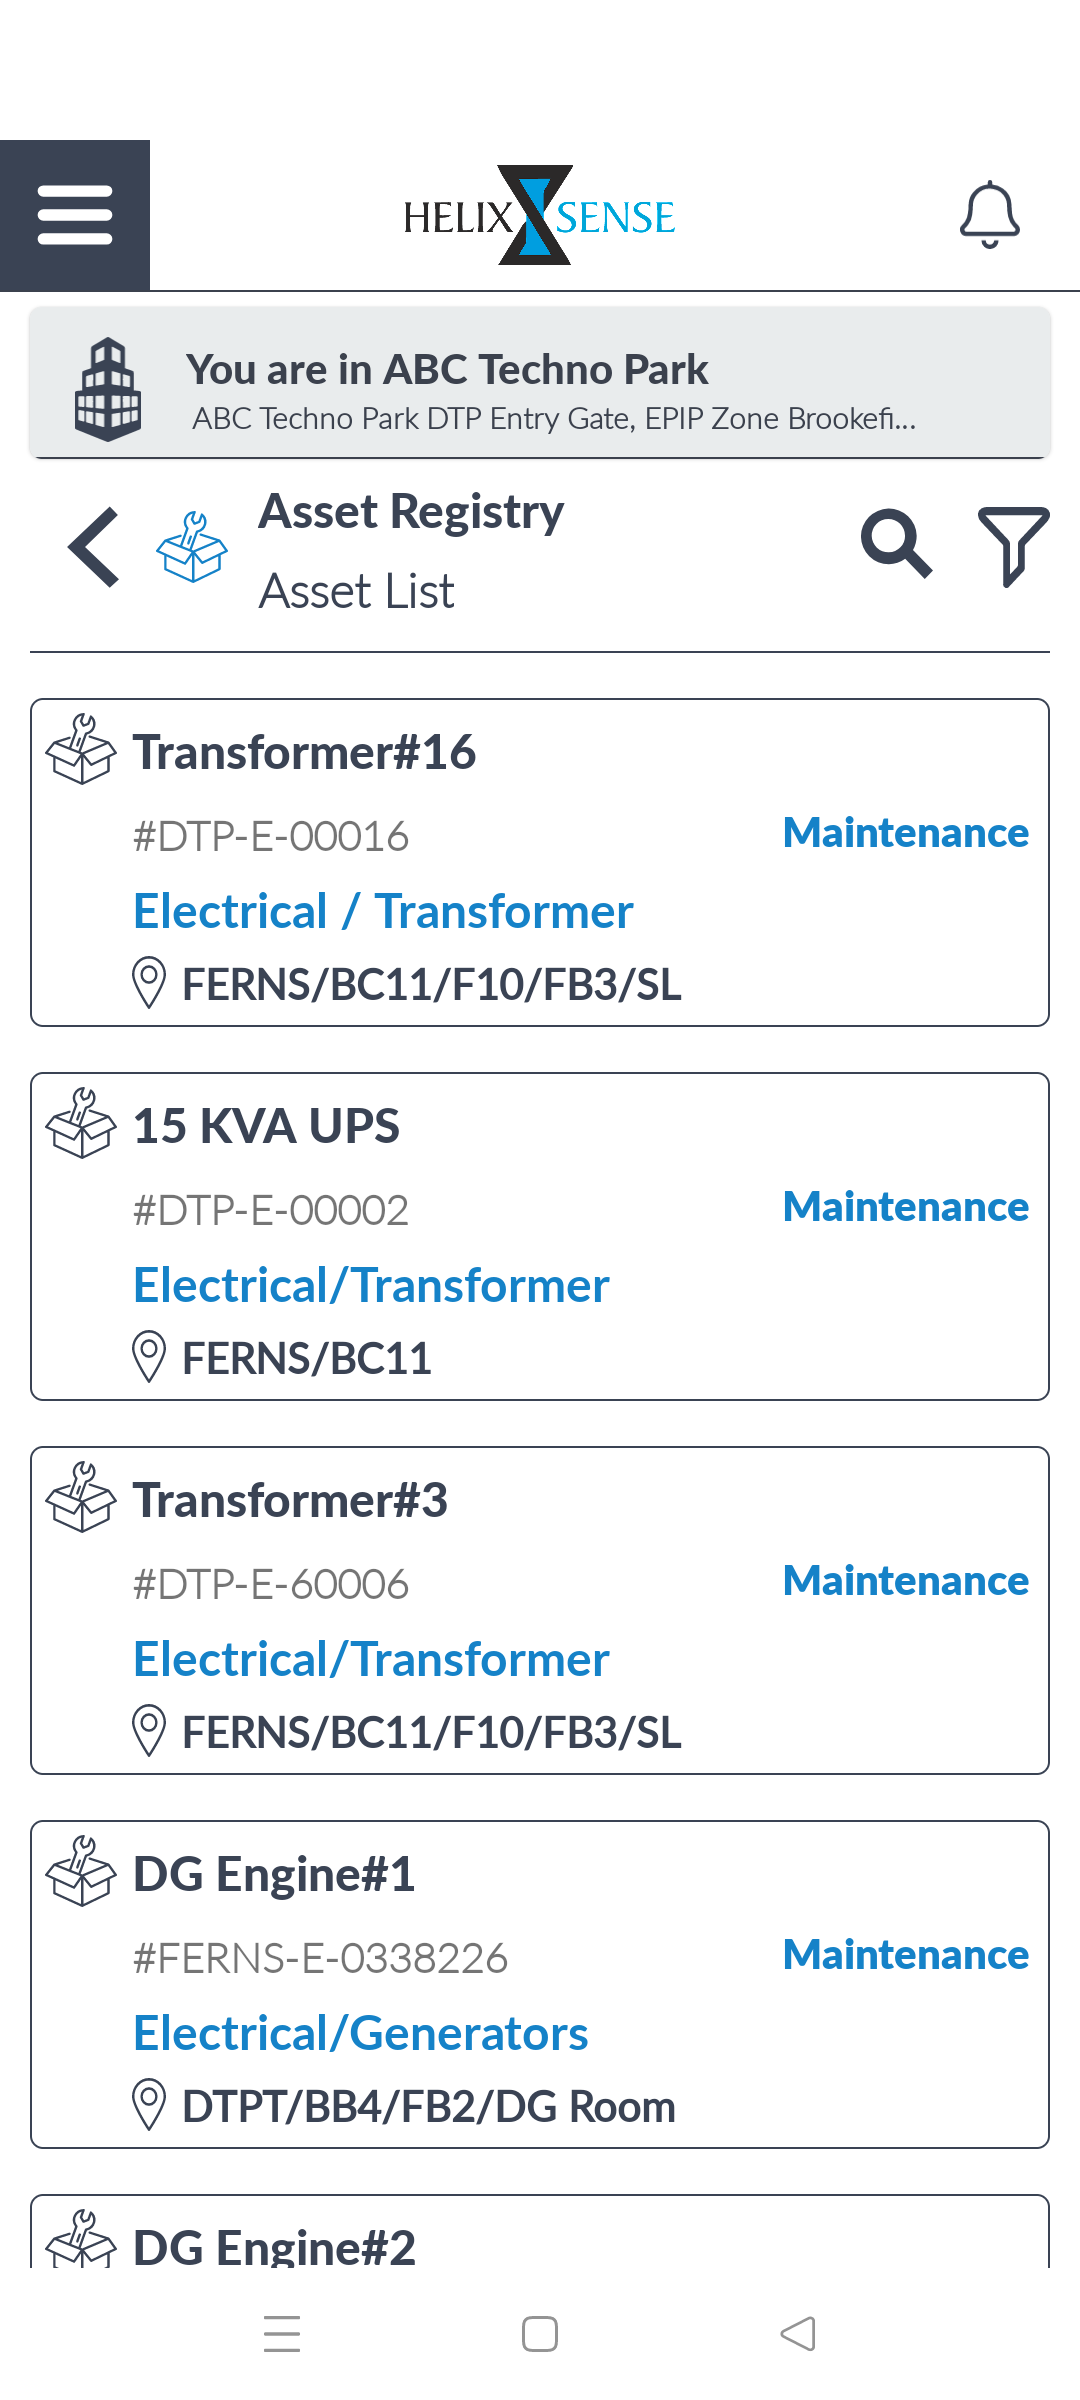 HELIX SENSE
You are in ABC Techno Park
ABC Techno Park DTP Entry Gate, EPIP Zone Brookefi...
Asset Registry
Asset List
Transformer#16
#DTP-E-00016
Maintenance
Electrical / Transformer
FERNS/BC11/F10/FB3/SL
15 KVA UPS
#DTP-E-00002
Maintenance
Electrical/Transformer
FERNS/BC11
Transformer#3
#DTP-E-60006
Maintenance
Electrical/Transformer
FERNS/BC11/F10/FB3/SL
DG Engine#1
#FERNS-E-0338226
Maintenance
Electrical/Generators
DTPT/BB4/FB2/DG Room
DG Engine#2